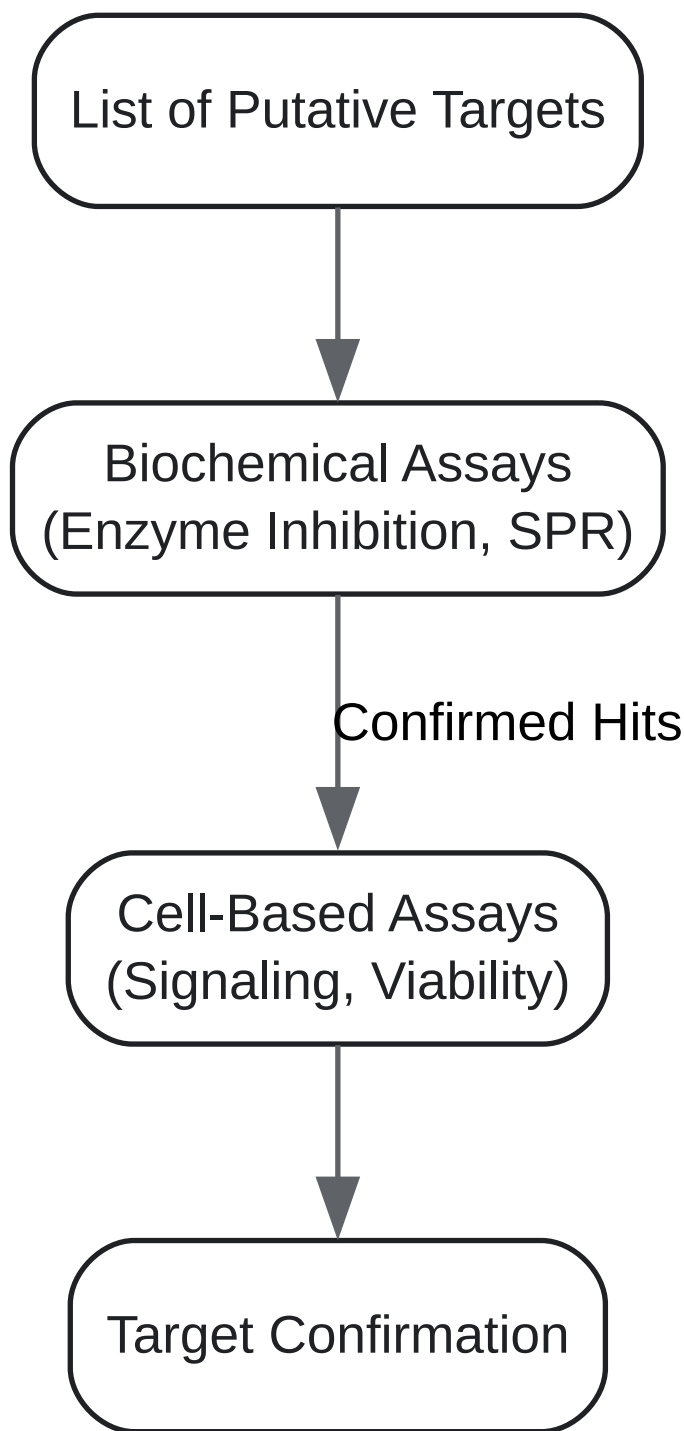 List of Putative Targets
Biochemical Assays
(Enzyme Inhibition, SPR)
Confirmed Hits
Cell-Based Assays
(Signaling, Viability)
Target Confirmation